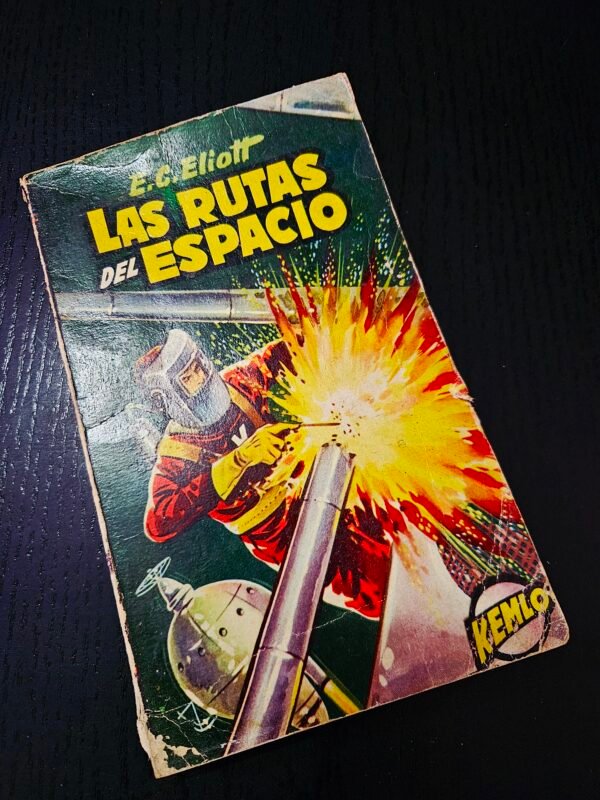 E.C. Eliott
LAS RUTAS
DEL ESPACIO
V
KEMLO